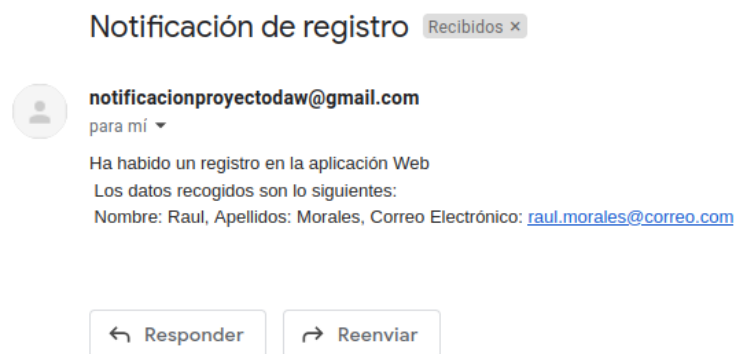 Notificación de registro Recibidos ×
notificacionproyectodaw@gmail.com
para mí
Ha habido un registro en la aplicación Web
Los datos recogidos son lo siguientes:
Nombre: Raul, Apellidos: Morales, Correo Electrónico: raul.morales@correo.com
Responder Reenviar